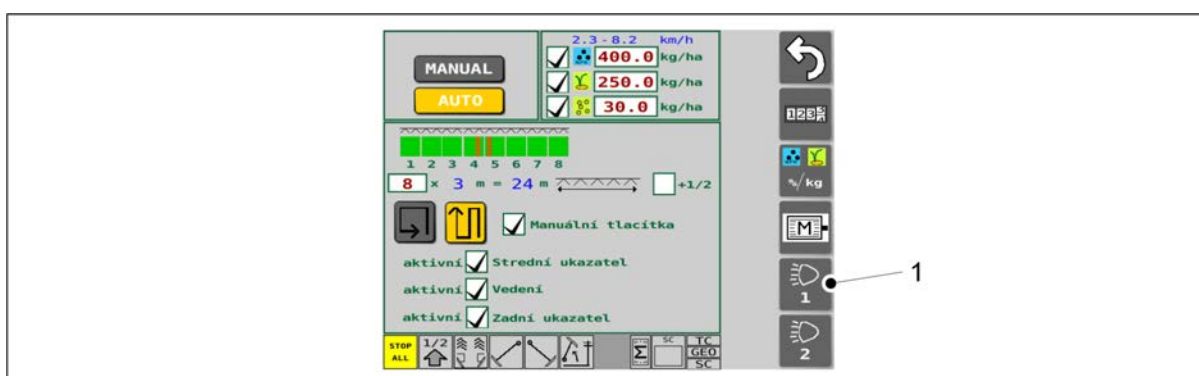 2.3 - 8.2 km/h
MANUAL
400.0 kg/ha
AUTO
250.0 kg/ha
30.0 kg/ha
1 2 3 4 5 6 7 8
8 x 3 m = 24 m +1/2
Manuální tlacítka
aktivní Strední ukazatel
aktivní Vedení
aktivní Zadní ukazatel
STOP ALL
1/2
Σ
SC
TC
GEO
SC
%/kg
M
1
2
1